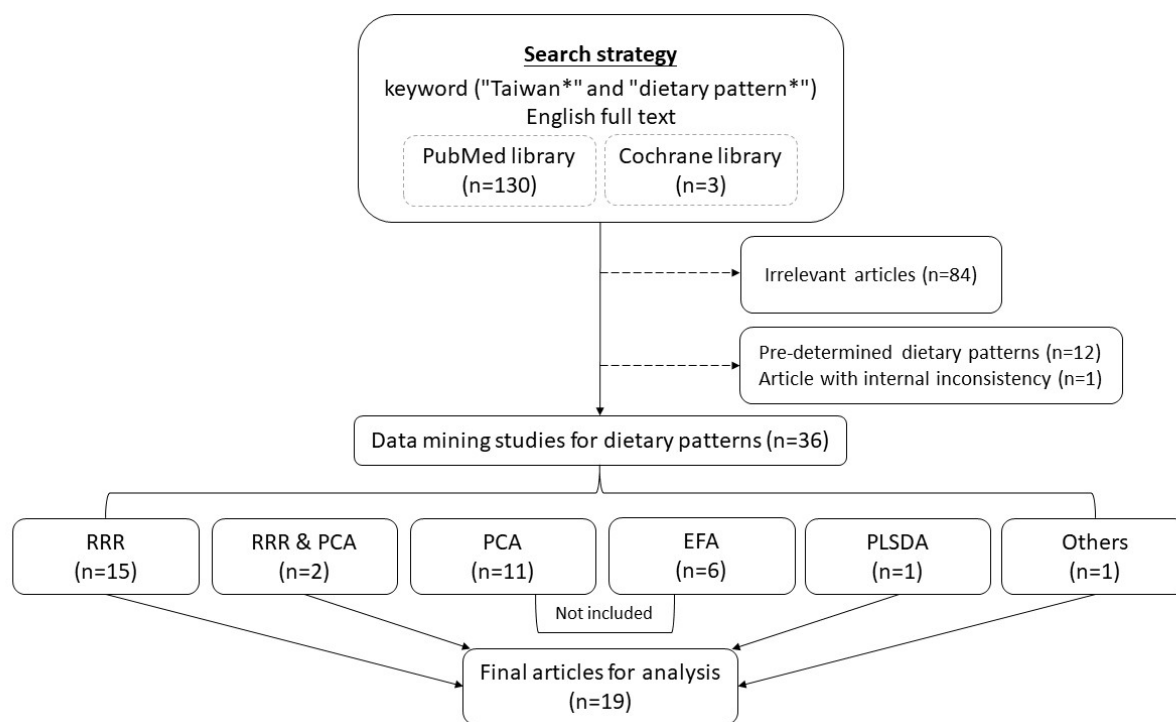 Search strategy
keyword ("Taiwan*" and "dietary pattern*")
English full text
PubMed library
(n=130)
Cochrane library
(n=3)
Irrelevant articles (n=84)
Pre-determined dietary patterns (n=12)
Article with internal inconsistency (n=1)
Data mining studies for dietary patterns (n=36)
RRR
(n=15)
RRR & PCA
(n=2)
PCA
(n=11)
EFA
(n=6)
PLSDA
(n=1)
Others
(n=1)
Not included
Final articles for analysis
(n=19)